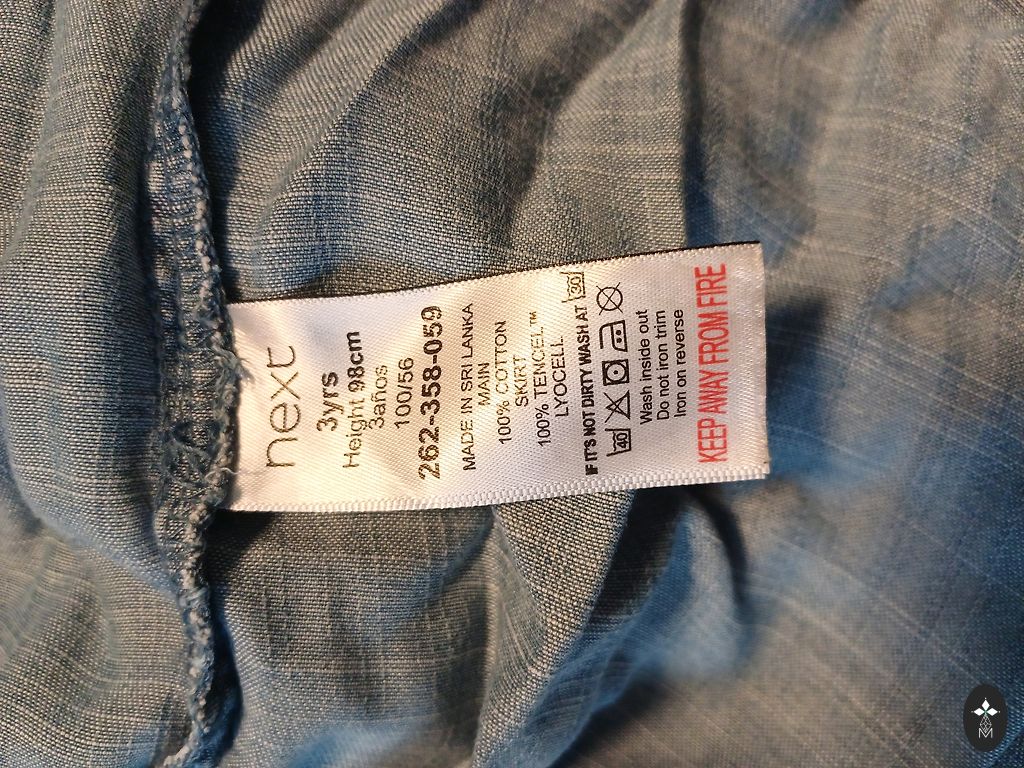 next
3yrs
Height 98cm
3años
100/56
262-358-059
MADE IN SRI LANKA
MAIN
100% COTTON
SKIRT
100% TENCEL™
LYOCELL
IF IT'S NOT DIRTY WASH AT 30
40
Wash inside out
Do not iron trim
Iron on reverse
KEEP AWAY FROM FIRE
M